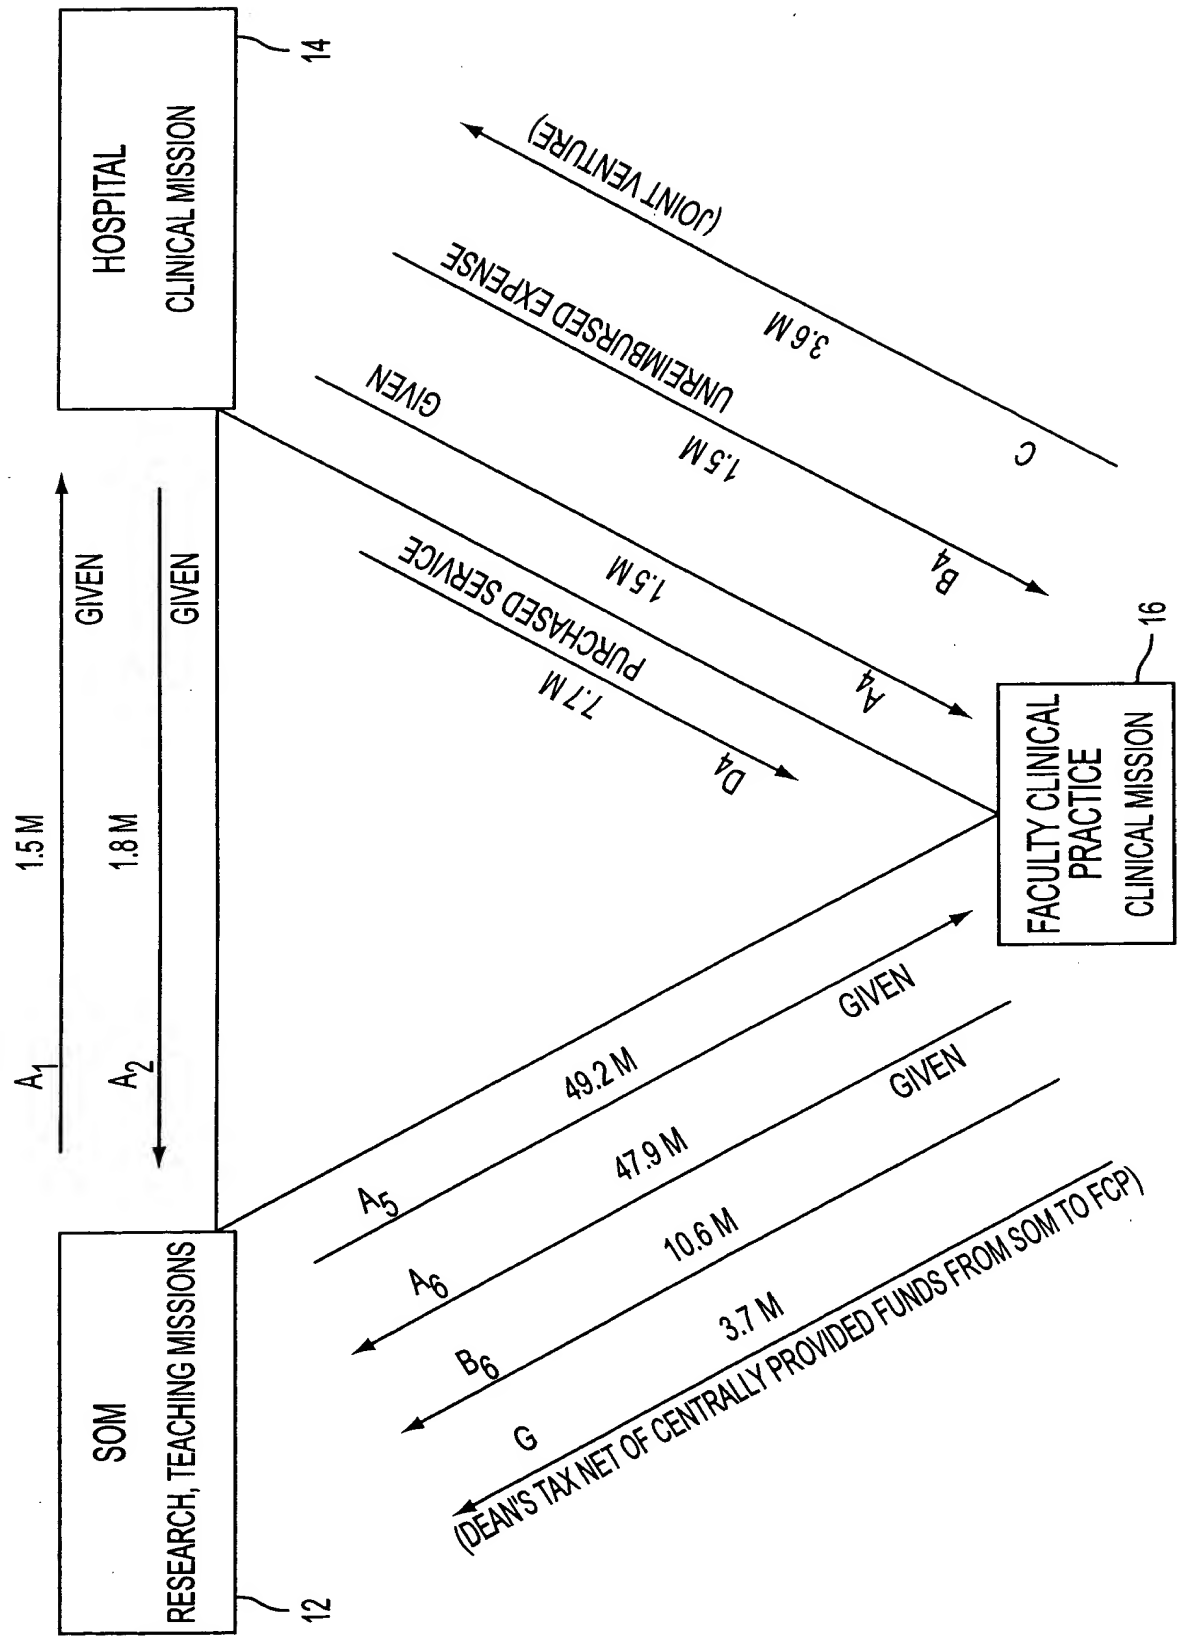 SOM
RESEARCH, TEACHING MISSIONS
12
A1
1.5 M
GIVEN
A2
1.8 M
GIVEN
HOSPITAL
CLINICAL MISSION
14
A5
49.2 M
GIVEN
A6
47.9 M
GIVEN
B6
10.6 M
G
3.7 M
(DEAN'S TAX NET OF CENTRALLY PROVIDED FUNDS FROM SOM TO FCP)
D4
7.7 M
PURCHASED SERVICE
A4
1.5 M
GIVEN
B4
1.5 M
UNREIMBURSED EXPENSE
C
3.6 M
(JOINT VENTURE)
FACULTY CLINICAL
PRACTICE
CLINICAL MISSION
16